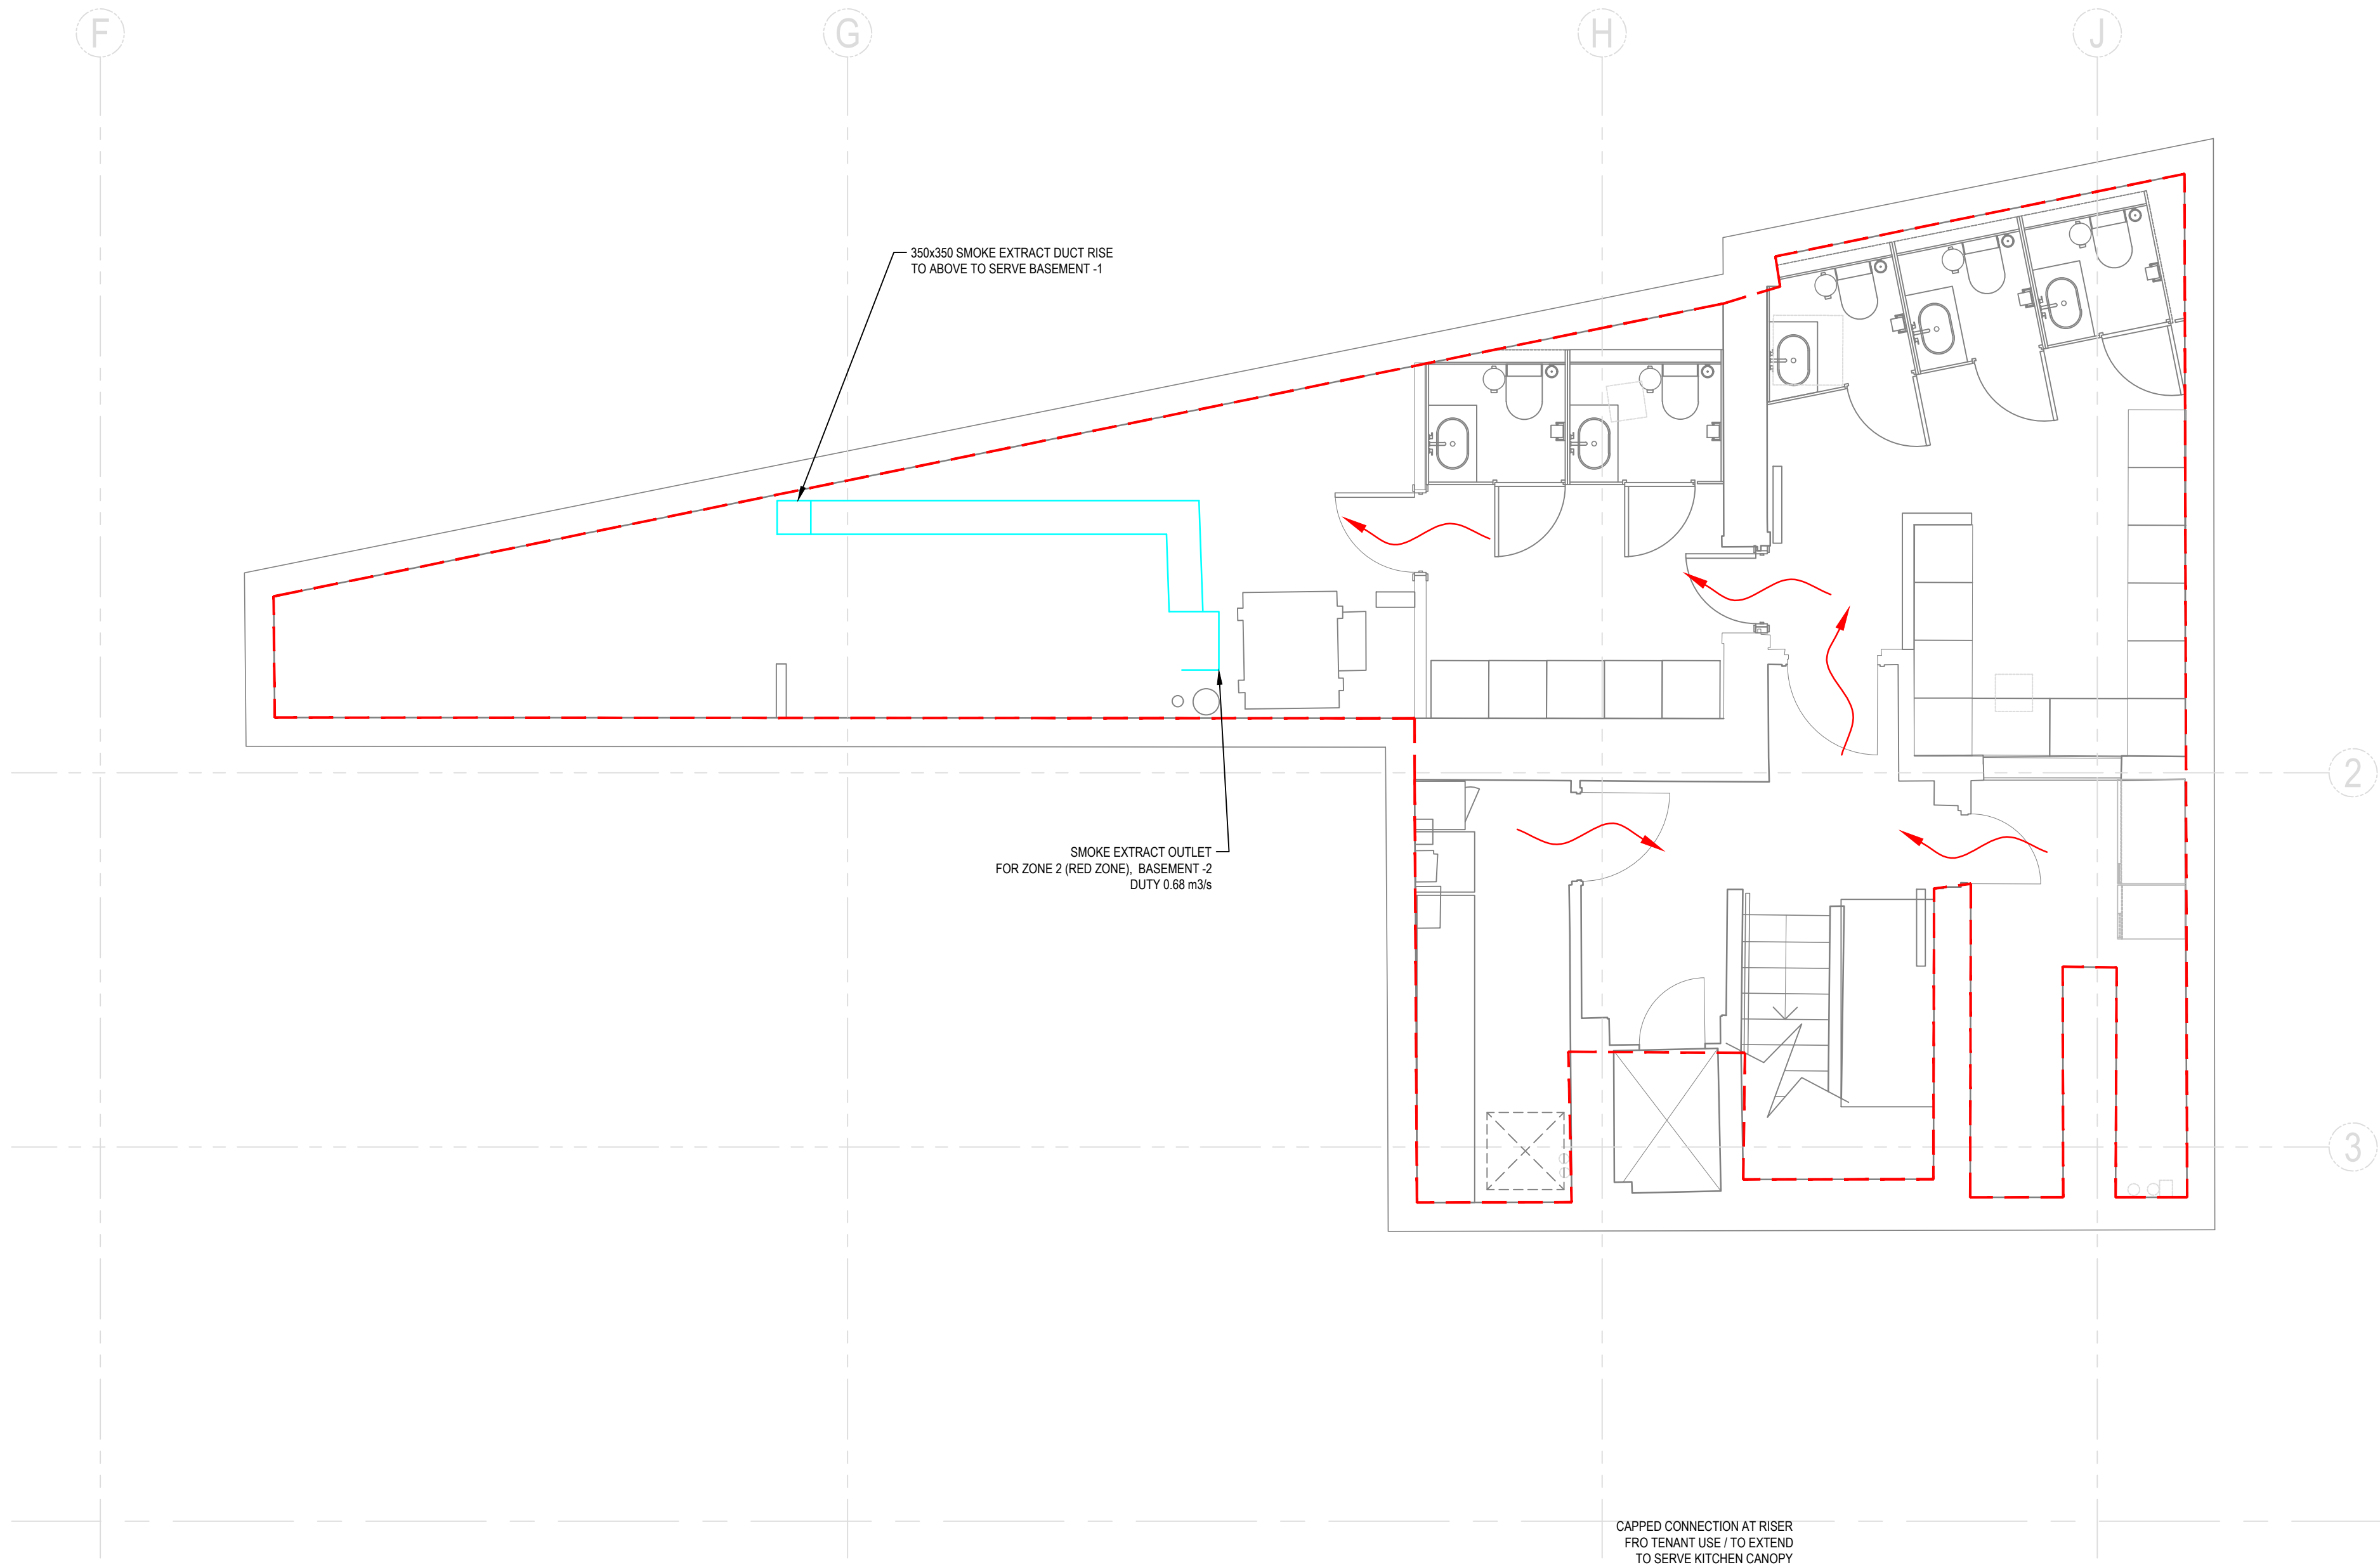 F
G
H
J
350x350 SMOKE EXTRACT DUCT RISE
TO ABOVE TO SERVE BASEMENT -1
2
SMOKE EXTRACT OUTLET
FOR ZONE 2 (RED ZONE), BASEMENT -2
DUTY 0.68 m3/s
3
CAPPED CONNECTION AT RISER
FRO TENANT USE / TO EXTEND
TO SERVE KITCHEN CANOPY